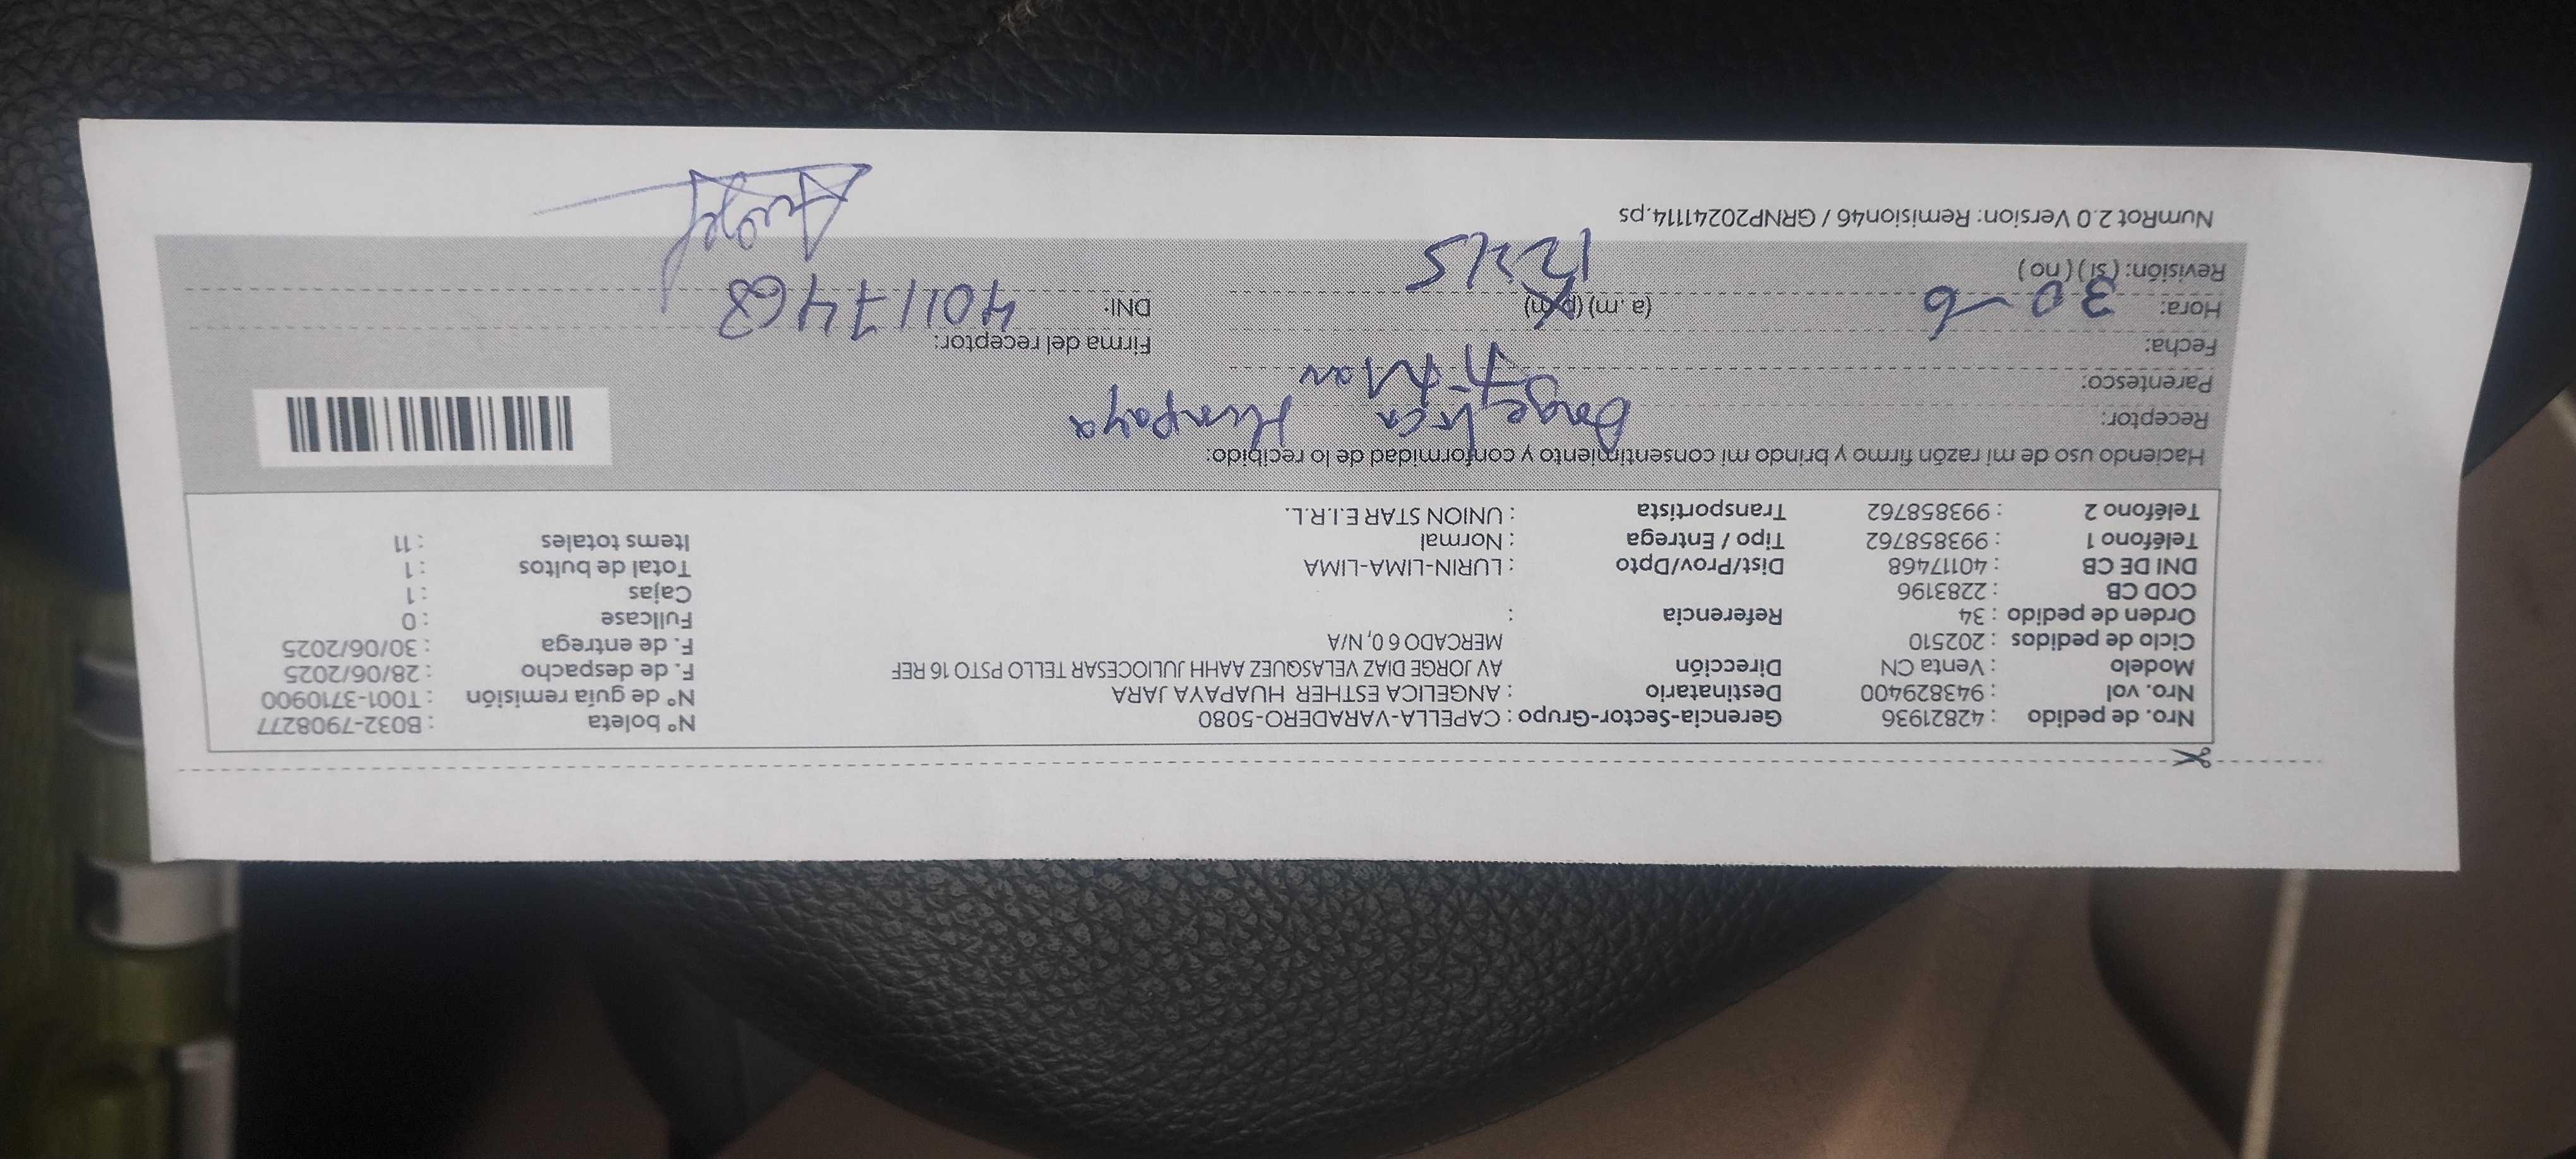 Nro. de pedido : 42821936 Gerencia-Sector-Grupo : CAPELLA-VARADERO-5080 N° boleta : B032-7908277
Nro. vol : 943829400 Destinatario : ANGELICA ESTHER HUAPAYA JARA N° de guía remisión : T001-3710900
Modelo : Venta CN Dirección AV JORGE DIAZ VELASQUEZ AAHH JULIOCESAR TELLO PSTO 16 REF F. de despacho : 28/06/2025
Ciclo de pedidos : 202510 MERCADO 6 0, N/A F. de entrega : 30/06/2025
Orden de pedido : 34 Referencia : Fullcase : 0
COD CB : 2283196 Cajas : 1
DNI DE CB : 40117468 Dist/Prov/Dpto : LURIN-LIMA-LIMA Total de bultos : 1
Teléfono 1 : 993858762 Tipo / Entrega : Normal Items totales : 11
Teléfono 2 : 993858762 Transportista : UNION STAR E.I.R.L.
Haciendo uso de mi razón firmo y brindo mi consentimiento y conformidad de lo recibido:
Receptor: Angelica Huapaya
Parentesco:
Fecha: Firma del receptor:
Hora: 30-6 (a.m) (pm) DNI: 40117468
Revisión: (si) (no)
NumRot 2.0 Version: Remision46 / GRNP20241114.ps